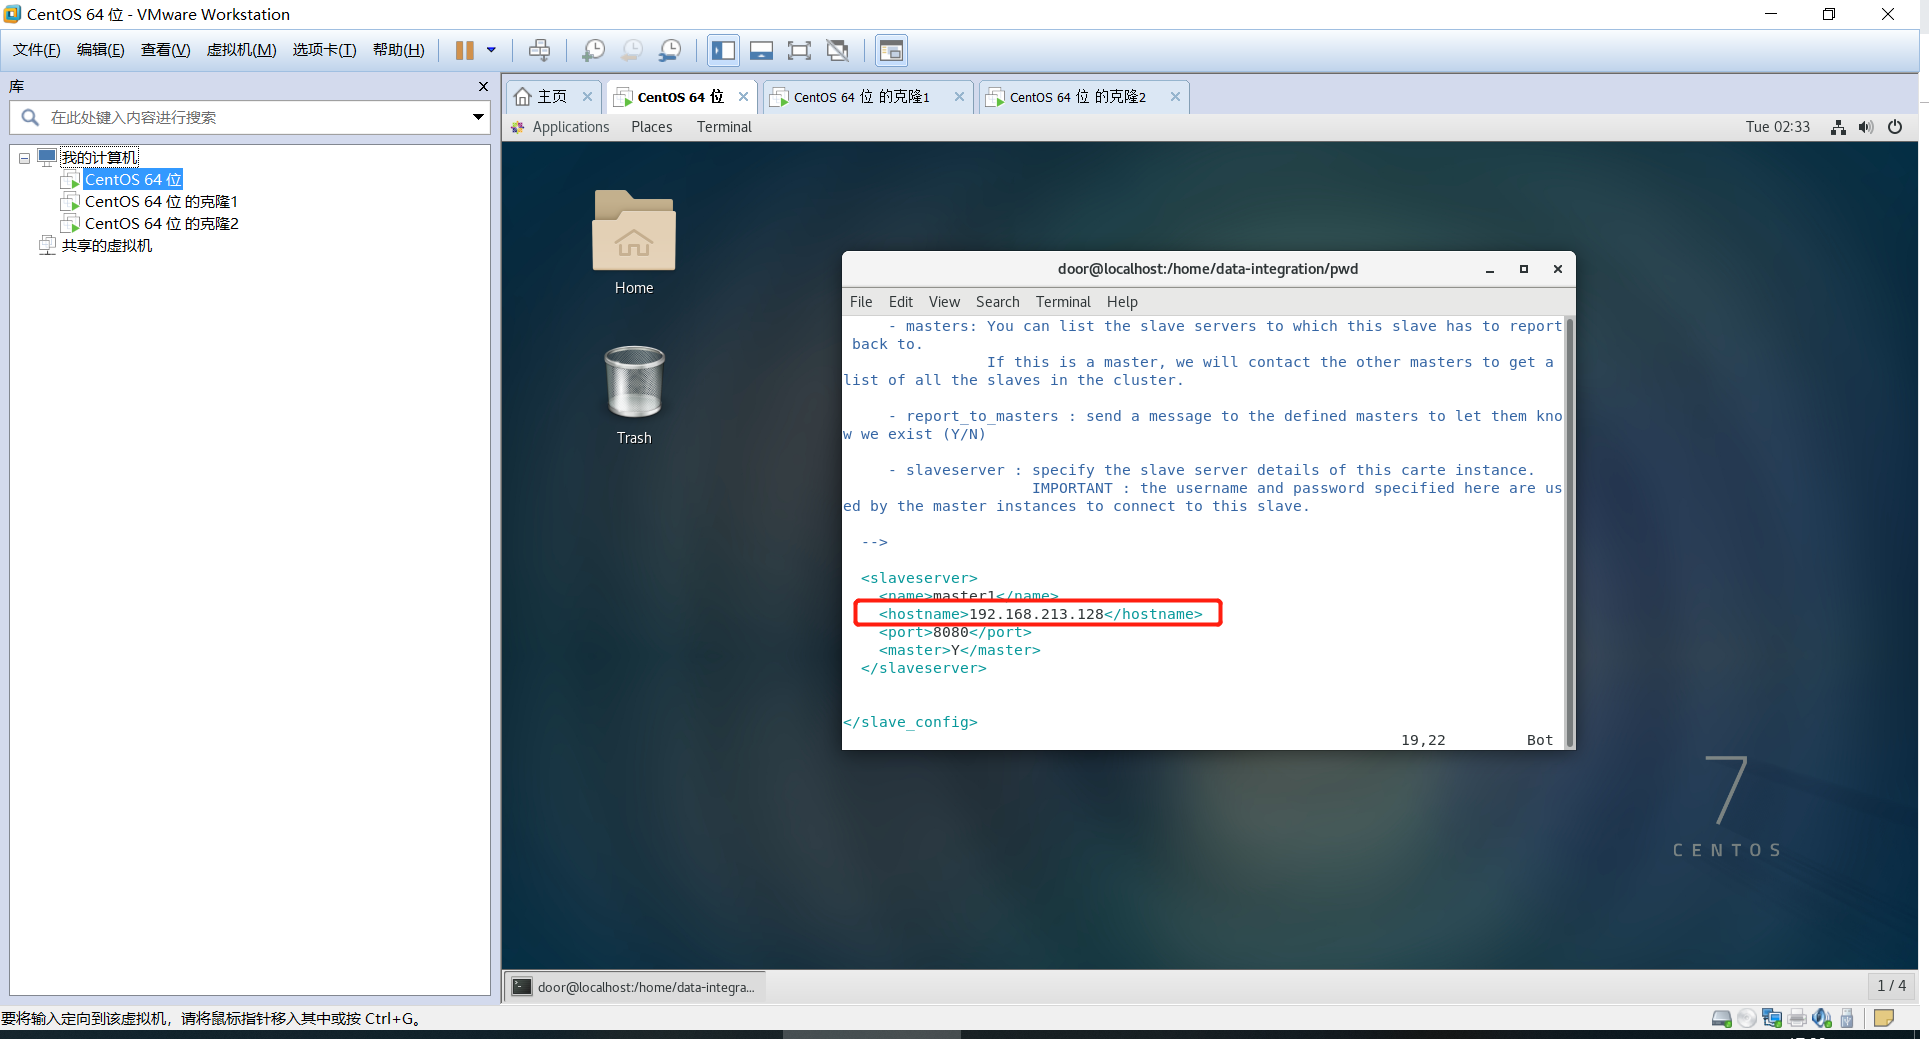 CentOS 64 位 - VMware Workstation
文件(F) 编辑(E) 查看(V) 虚拟机(M) 选项卡(T) 帮助(H)
库
在此处键入内容进行搜索
我的计算机
CentOS 64 位
CentOS 64 位 的克隆1
CentOS 64 位 的克隆2
共享的虚拟机
主页
CentOS 64 位
CentOS 64 位 的克隆1
CentOS 64 位 的克隆2
Applications Places Terminal
Tue 02:33
Home
Trash
door@localhost:/home/data-integration/pwd
File Edit View Search Terminal Help
- masters: You can list the slave servers to which this slave has to report
back to.
If this is a master, we will contact the other masters to get a
list of all the slaves in the cluster.
- report_to_masters : send a message to the defined masters to let them kno
w we exist (Y/N)
- slaveserver : specify the slave server details of this carte instance.
IMPORTANT : the username and password specified here are us
ed by the master instances to connect to this slave.
-->
<slaveserver>
<name>master1</name>
<hostname>192.168.213.128</hostname>
<port>8080</port>
<master>Y</master>
</slaveserver>
</slave_config>
19,22 Bot
7
CENTOS
door@localhost:/home/data-integra...
1 / 4
要将输入定向到该虚拟机，请将鼠标指针移入其中或按 Ctrl+G。